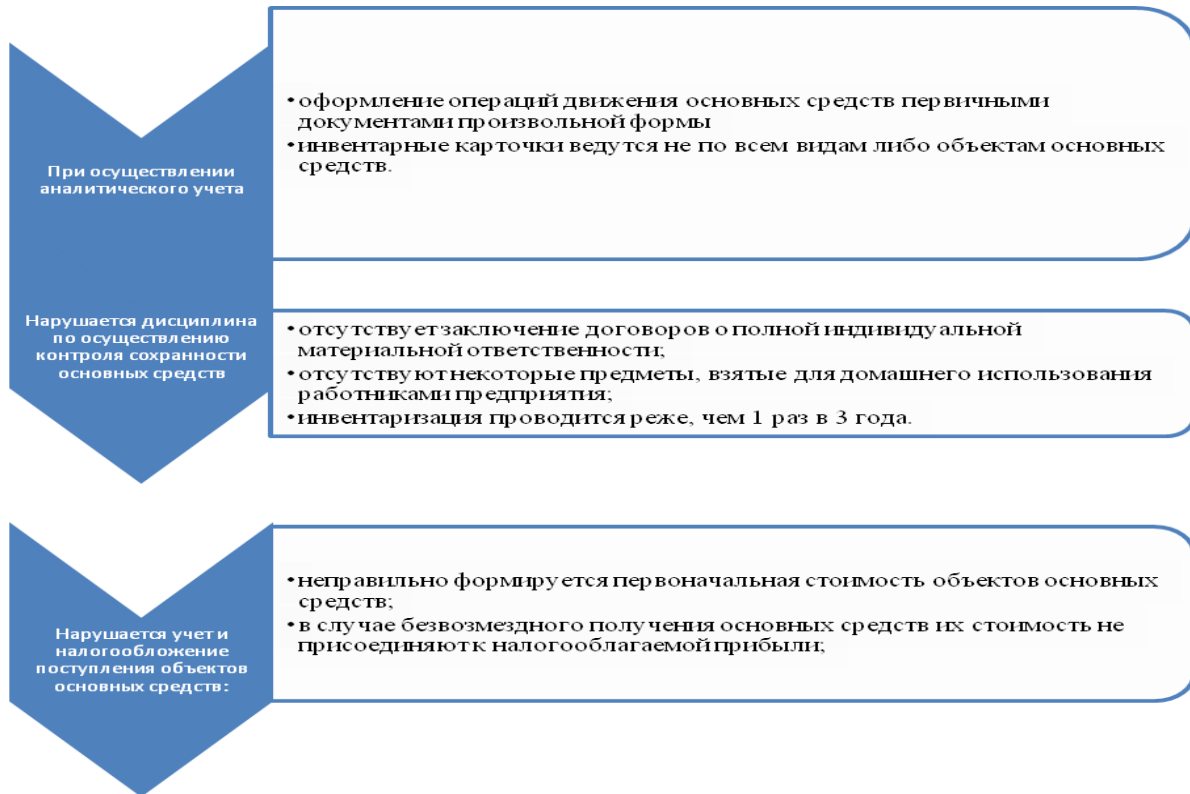 При осуществлении
аналитического учета
•оформление операций движения основных средств первичными
документами произвольной формы
•инвентарные карточки ведутся не по всем видам либо объектам основных
средств.
Нарушается дисциплина
по осуществлению
контроля сохранности
основных средств
•отсутствует заключение договоров о полной индивидуальной
материальной ответственности;
•отсутствуют некоторые предметы, взятые для домашнего использования
работниками предприятия;
•инвентаризация проводится реже, чем 1 раз в 3 года.
Нарушается учет и
налогообложение
поступления объектов
основных средств:
•неправильно формируется первоначальная стоимость объектов основных
средств;
•в случае безвозмездного получения основных средств их стоимость не
присоединяют к налогооблагаемой прибыли;